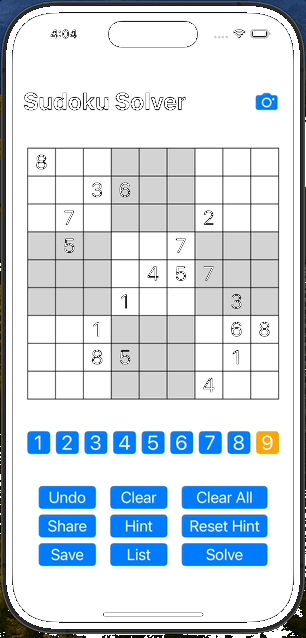 4:04
Sudoku Solver
8
3 6
7 2
5 7
4 5 7
1 3
1 6 8
8 5 1
4
1 2 3 4 5 6 7 8 9
Undo Clear Clear All
Share Hint Reset Hint
Save List Solve